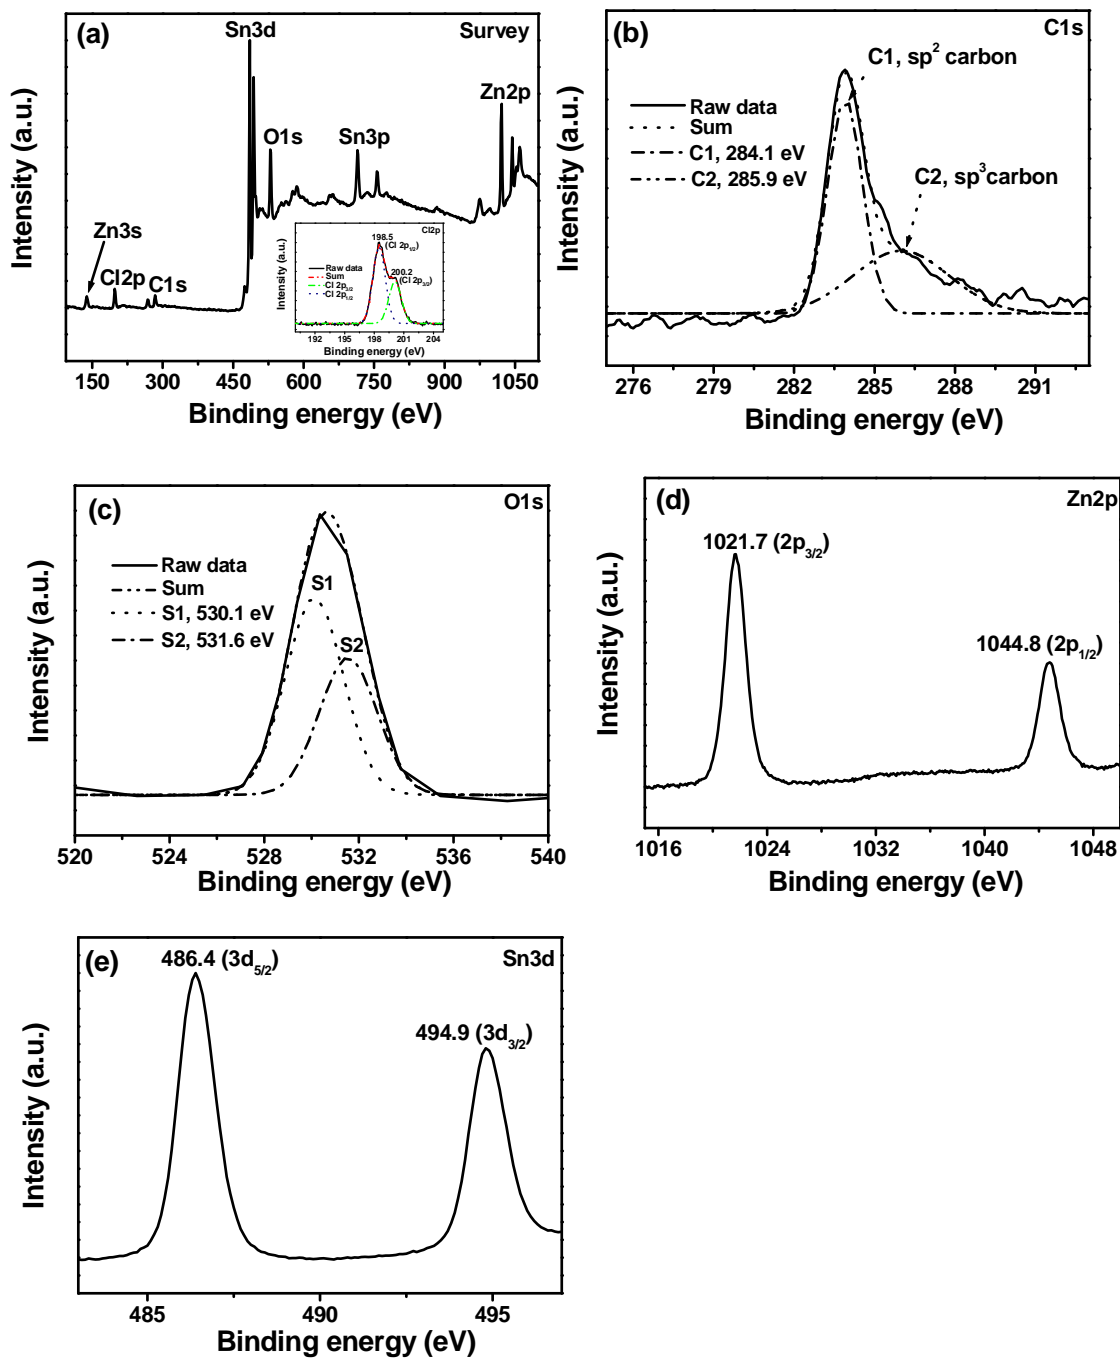 (a)
Survey
Sn3d
Zn2p
O1s
Sn3p
Zn3s
Cl2p
C1s
Intensity (a.u.)
150 300 450 600 750 900 1050
Binding energy (eV)
Cl2p
198.5
(Cl 2p1/2)
200.2
(Cl 2p3/2)
Raw data
Sum
Cl 2p3/2
Cl 2p1/2
Intensity (a.u.)
192 195 198 201 204
Binding energy (eV)
(b)
C1s
C1, sp2 carbon
Raw data
Sum
C1, 284.1 eV
C2, 285.9 eV
C2, sp3carbon
Intensity (a.u.)
276 279 282 285 288 291
Binding energy (eV)
(c)
O1s
Raw data
Sum
S1, 530.1 eV
S2, 531.6 eV
S1
S2
Intensity (a.u.)
520 524 528 532 536 540
Binding energy (eV)
(d)
Zn2p
1021.7 (2p3/2)
1044.8 (2p1/2)
Intensity (a.u.)
1016 1024 1032 1040 1048
Binding energy (eV)
(e)
Sn3d
486.4 (3d5/2)
494.9 (3d3/2)
Intensity (a.u.)
485 490 495
Binding energy (eV)